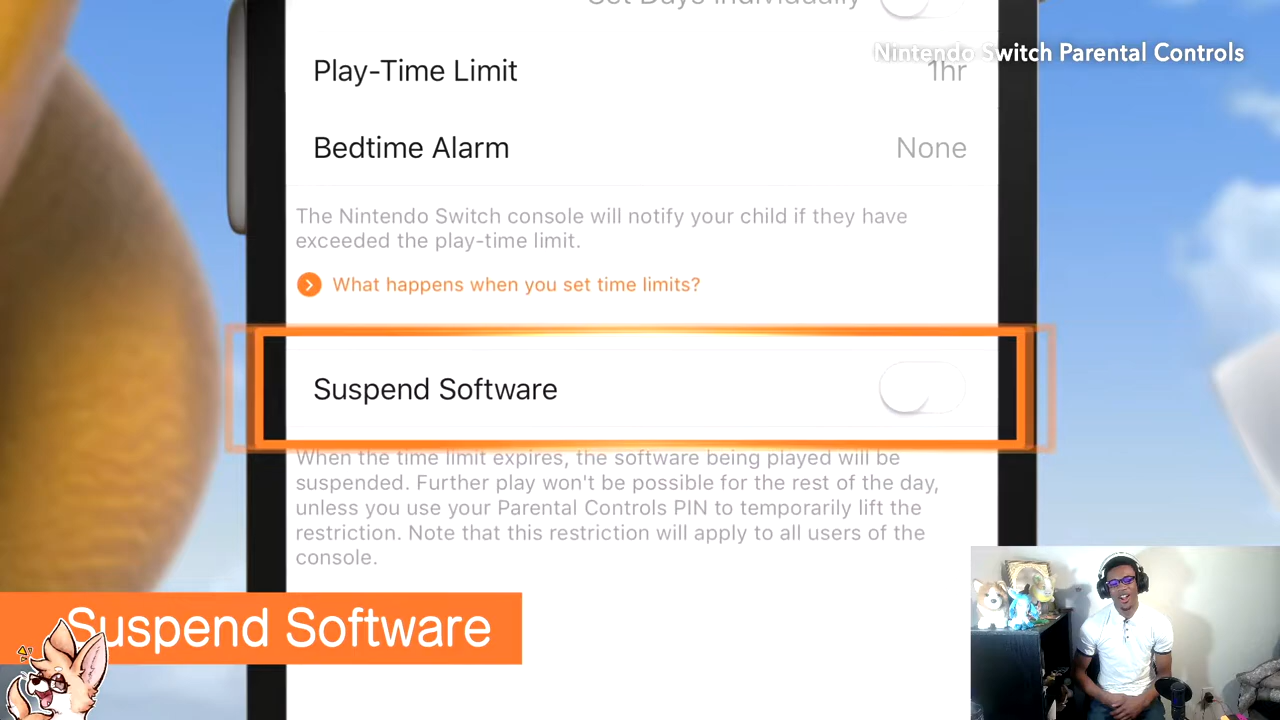 Set Days Individually
Nintendo Switch Parental Controls
Play-Time Limit 1hr
Bedtime Alarm None
The Nintendo Switch console will notify your child if they have
exceeded the play-time limit.
What happens when you set time limits?
Suspend Software
When the time limit expires, the software being played will be
suspended. Further play won't be possible for the rest of the day,
unless you use your Parental Controls PIN to temporarily lift the
restriction. Note that this restriction will apply to all users of the
console.
Suspend Software